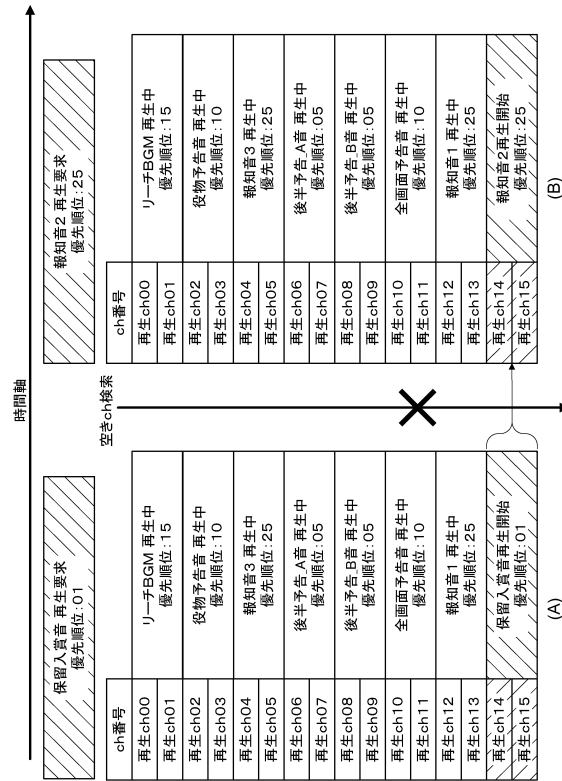 時間軸
保留入賞音 再生要求
優先順位:01
ch番号
再生ch00
再生ch01
リーチBGM 再生中
優先順位:15
再生ch02
再生ch03
役物予告音 再生中
優先順位:10
再生ch04
再生ch05
報知音3 再生中
優先順位:25
再生ch06
再生ch07
後半予告_A音 再生中
優先順位:05
再生ch08
再生ch09
後半予告_B音 再生中
優先順位:05
再生ch10
再生ch11
全画面予告音 再生中
優先順位:10
再生ch12
再生ch13
報知音1 再生中
優先順位:25
再生ch14
再生ch15
保留入賞音再生開始
優先順位:01
(A)
空きch検索
報知音2 再生要求
優先順位:25
ch番号
再生ch00
再生ch01
リーチBGM 再生中
優先順位:15
再生ch02
再生ch03
役物予告音 再生中
優先順位:10
再生ch04
再生ch05
報知音3 再生中
優先順位:25
再生ch06
再生ch07
後半予告_A音 再生中
優先順位:05
再生ch08
再生ch09
後半予告_B音 再生中
優先順位:05
再生ch10
再生ch11
全画面予告音 再生中
優先順位:10
再生ch12
再生ch13
報知音1 再生中
優先順位:25
再生ch14
再生ch15
報知音2再生開始
優先順位:25
(B)